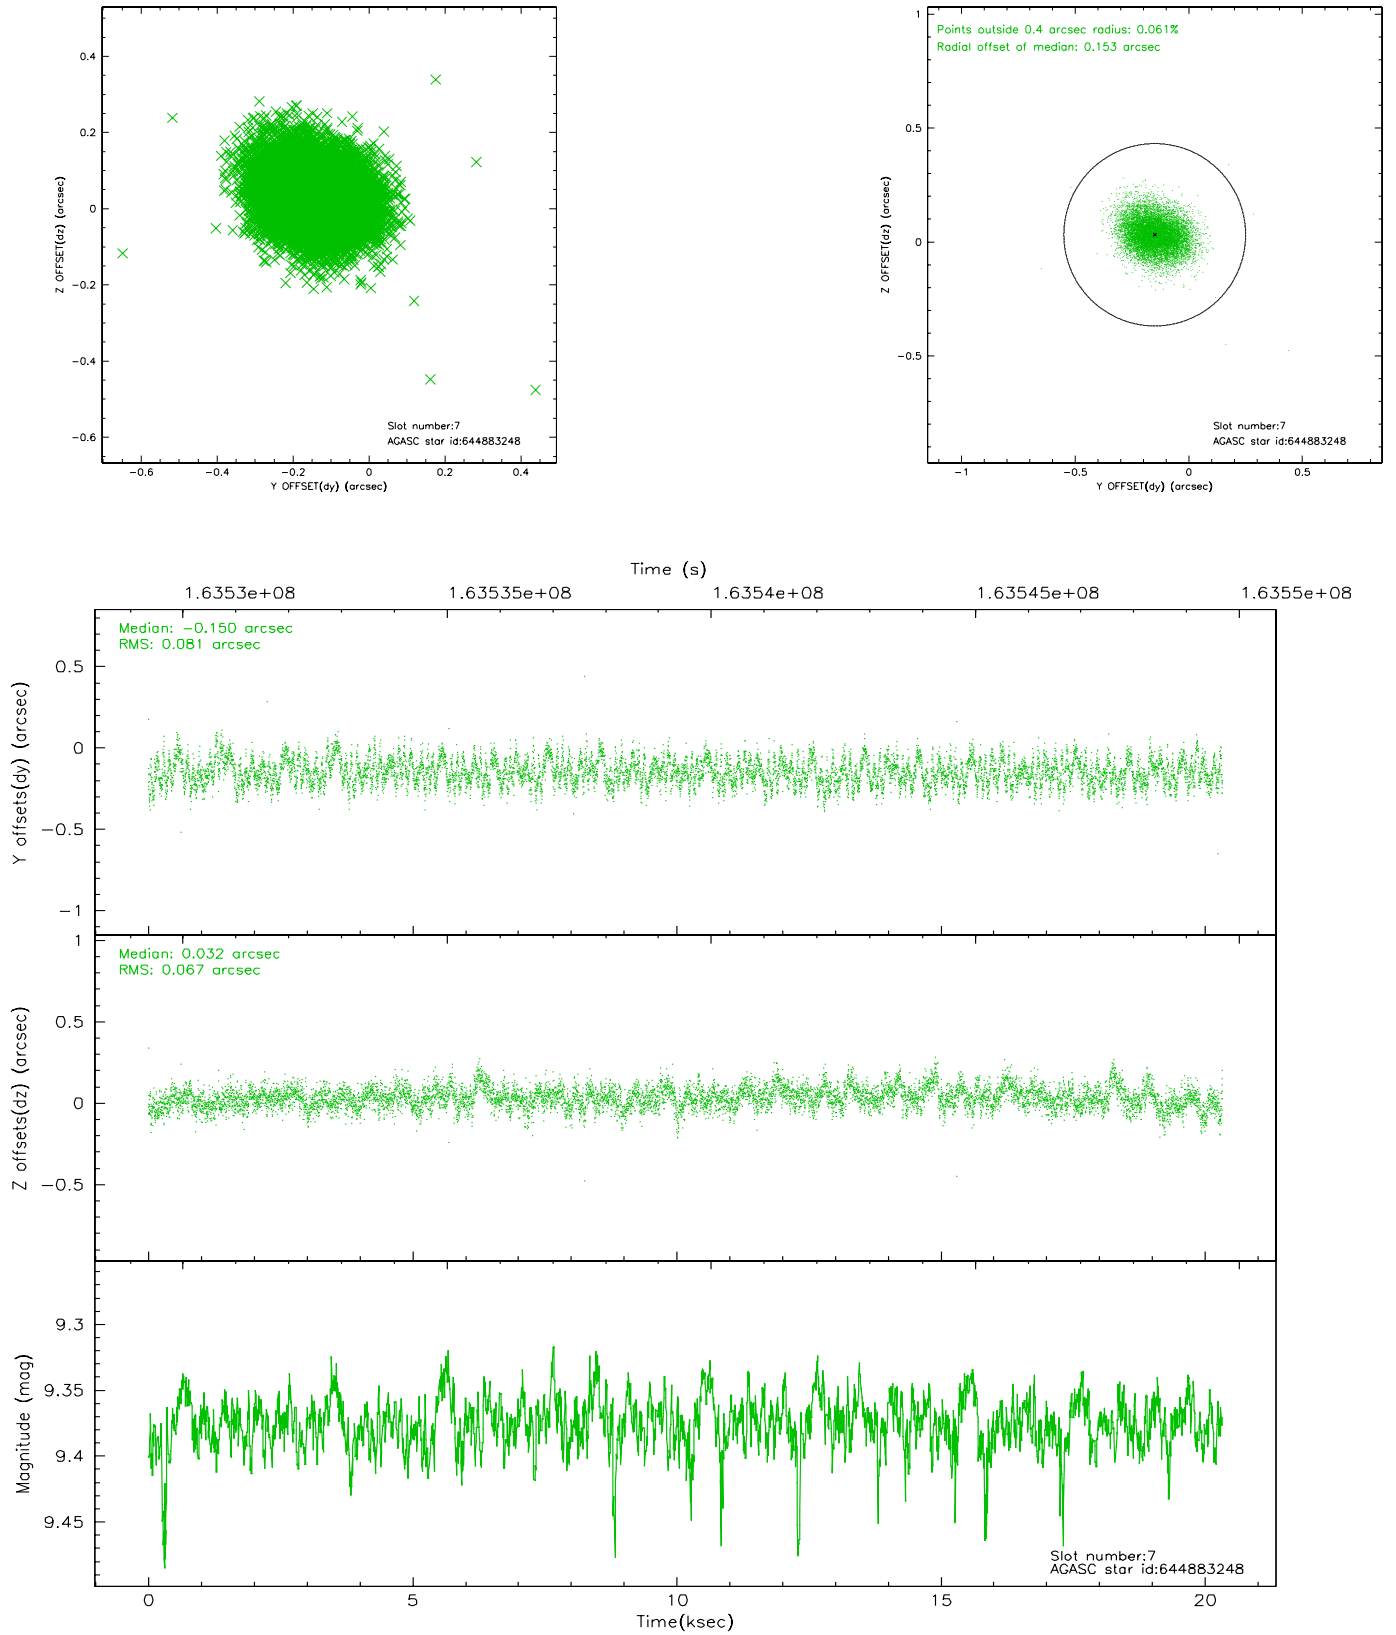 0.4
0.2
0
−0.2
−0.4
−0.6
Z OFFSET(dz) (arcsec)
Slot number:7
AGASC star id:644883248
−0.6 −0.4 −0.2 0 0.2 0.4
Y OFFSET(dy) (arcsec)
Points outside 0.4 arcsec radius: 0.061%
Radial offset of median: 0.153 arcsec
1
0.5
0
−0.5
Z OFFSET(dz) (arcsec)
Slot number:7
AGASC star id:644883248
−1 −0.5 0 0.5
Y OFFSET(dy) (arcsec)
Time (s)
1.6353e+08 1.63535e+08 1.6354e+08 1.63545e+08 1.6355e+08
Median: −0.150 arcsec
RMS: 0.081 arcsec
0.5
0
−0.5
−1
Y offsets(dy) (arcsec)
Median: 0.032 arcsec
RMS: 0.067 arcsec
1
0.5
0
−0.5
Z offsets(dz) (arcsec)
9.3
9.35
9.4
9.45
Magnitude (mag)
Slot number:7
AGASC star id:644883248
0 5 10 15 20
Time(ksec)